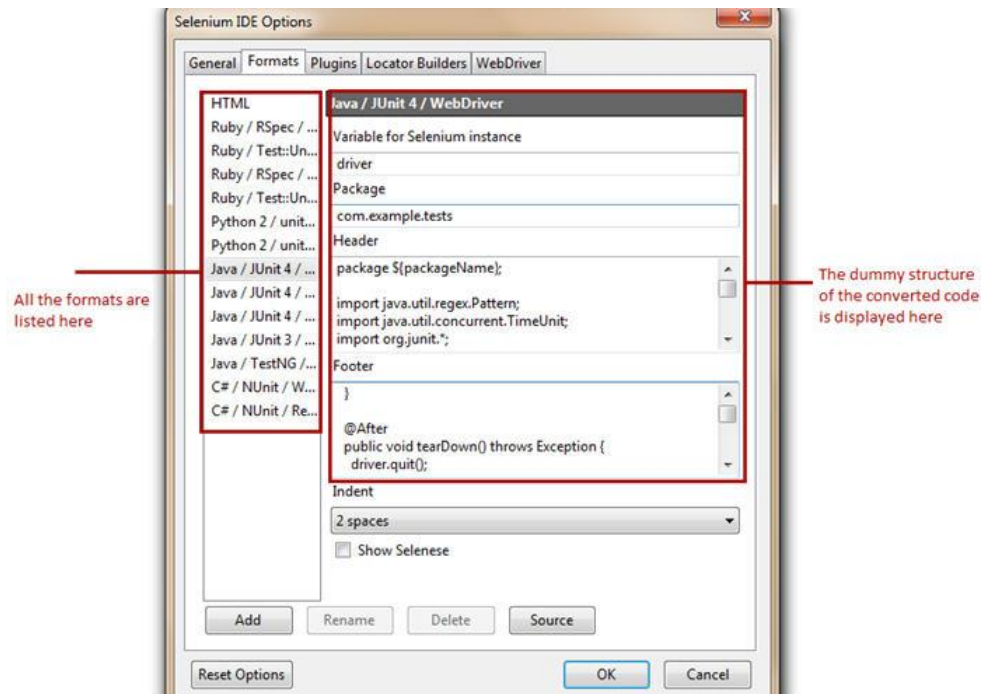 Selenium IDE Options
General Formats Plugins Locator Builders WebDriver
HTML
Ruby / RSpec / ...
Ruby / Test::Un...
Ruby / RSpec / ...
Ruby / Test::Un...
Python 2 / unit...
Python 2 / unit...
Java / JUnit 4 / ...
Java / JUnit 4 / ...
Java / JUnit 4 / ...
Java / JUnit 3 / ...
Java / TestNG /...
C# / NUnit / W...
C# / NUnit / Re...
Java / JUnit 4 / WebDriver
Variable for Selenium instance
driver
Package
com.example.tests
Header
package ${packageName};
import java.util.regex.Pattern;
import java.util.concurrent.TimeUnit;
import org.junit.*;
Footer
}
@After
public void tearDown() throws Exception {
driver.quit();
Indent
2 spaces
Show Selenese
Add Rename Delete Source
Reset Options OK Cancel
All the formats are
listed here
The dummy structure
of the converted code
is displayed here